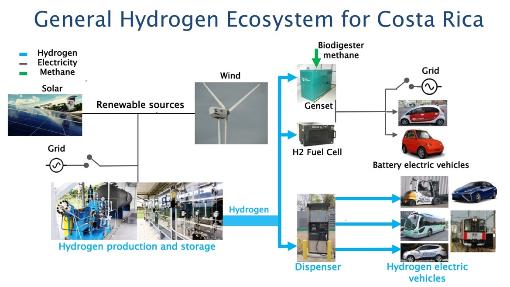 General Hydrogen Ecosystem for Costa Rica
Hydrogen
Electricity
Methane
Solar
Renewable sources
Wind
Biodigester
methane
Genset
Grid
H2 Fuel Cell
Battery electric vehicles
Grid
Hydrogen
Hydrogen production and storage
Dispenser
Hydrogen electric
vehicles